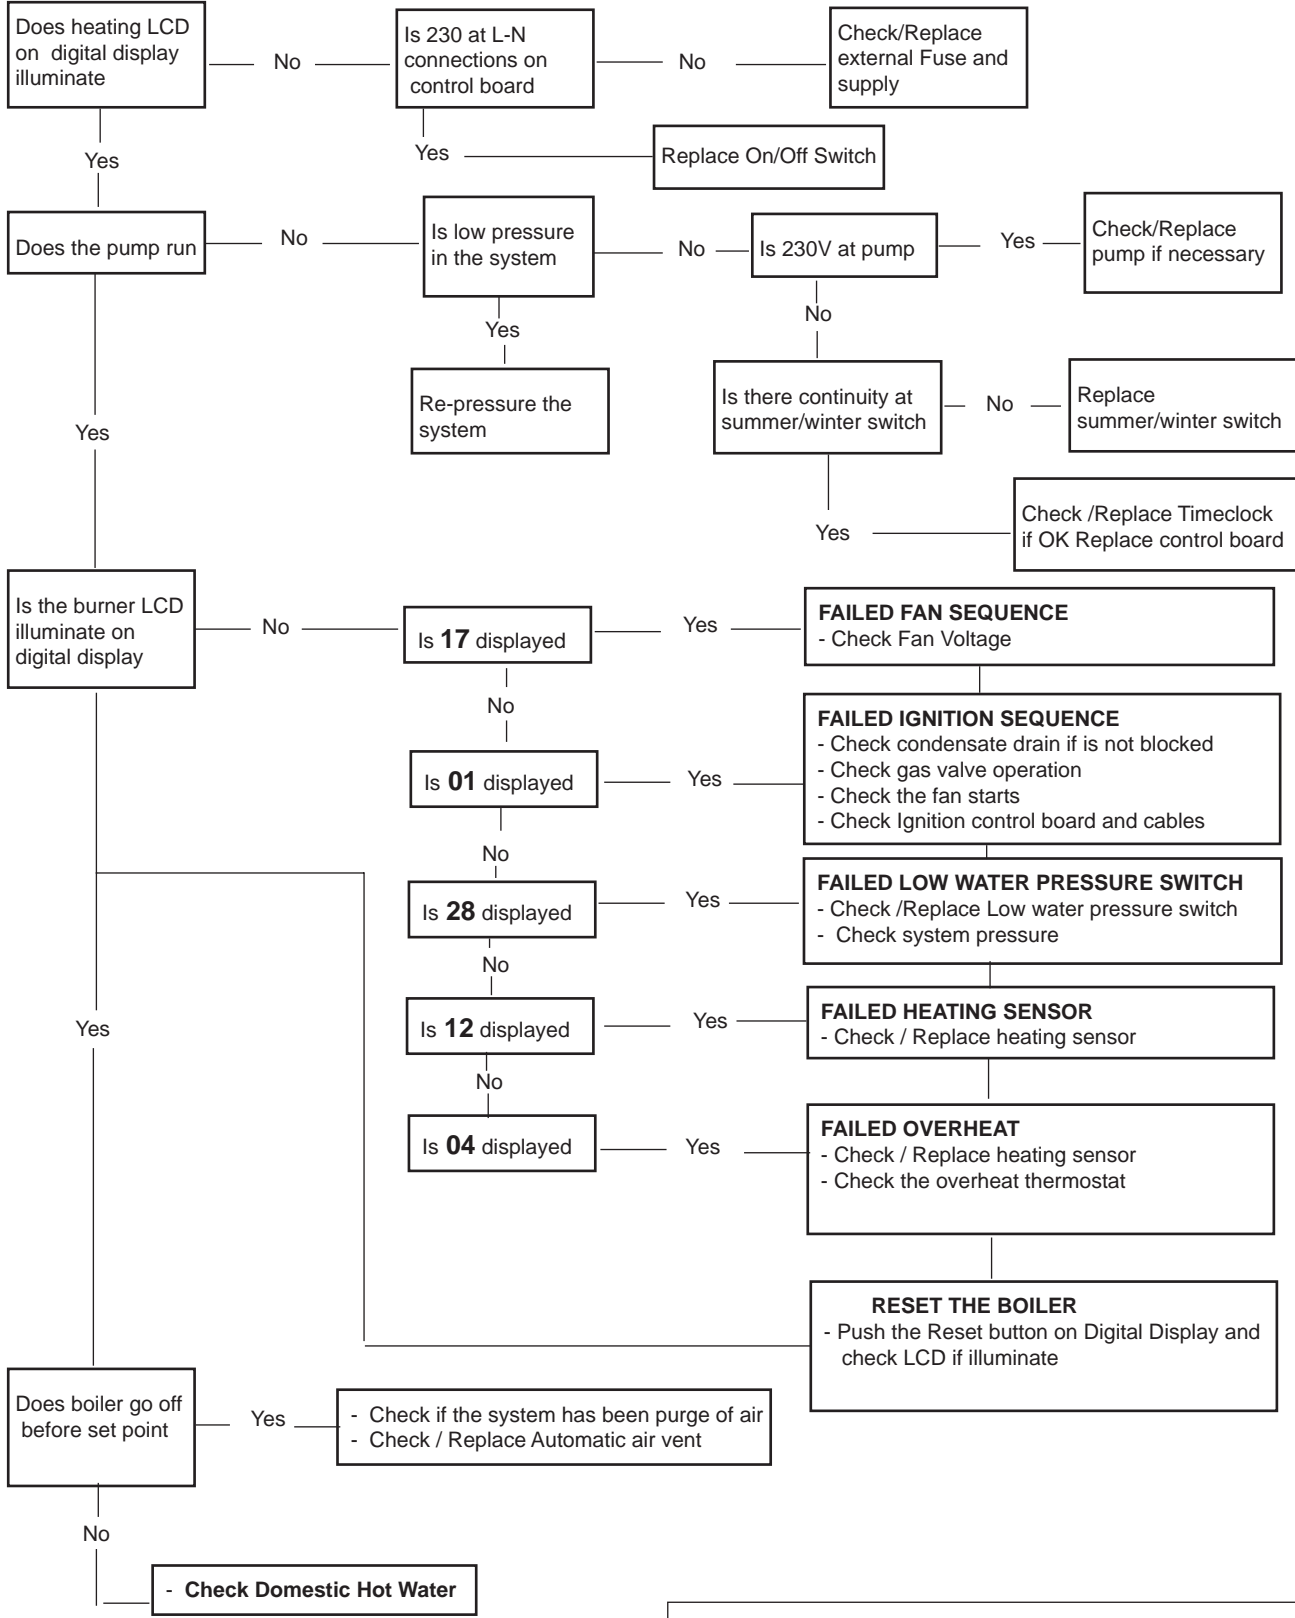 Does heating LCD
on digital display
illuminate
No
Is 230 at L-N
connections on
control board
No
Check/Replace
external Fuse and
supply
Yes
Yes
Replace On/Off Switch
Does the pump run
No
Is low pressure
in the system
No
Is 230V at pump
Yes
Check/Replace
pump if necessary
Yes
No
Re-pressure the
system
Is there continuity at
summer/winter switch
No
Replace
summer/winter switch
Yes
Yes
Check /Replace Timeclock
if OK Replace control board
Is the burner LCD
illuminate on
digital display
No
Is 17 displayed
Yes
FAILED FAN SEQUENCE
- Check Fan Voltage
No
Is 01 displayed
Yes
FAILED IGNITION SEQUENCE
- Check condensate drain if is not blocked
- Check gas valve operation
- Check the fan starts
- Check Ignition control board and cables
No
Is 28 displayed
Yes
FAILED LOW WATER PRESSURE SWITCH
- Check /Replace Low water pressure switch
- Check system pressure
No
Is 12 displayed
Yes
FAILED HEATING SENSOR
- Check / Replace heating sensor
Yes
No
Is 04 displayed
Yes
FAILED OVERHEAT
- Check / Replace heating sensor
- Check the overheat thermostat
RESET THE BOILER
- Push the Reset button on Digital Display and
check LCD if illuminate
Does boiler go off
before set point
Yes
- Check if the system has been purge of air
- Check / Replace Automatic air vent
No
- Check Domestic Hot Water